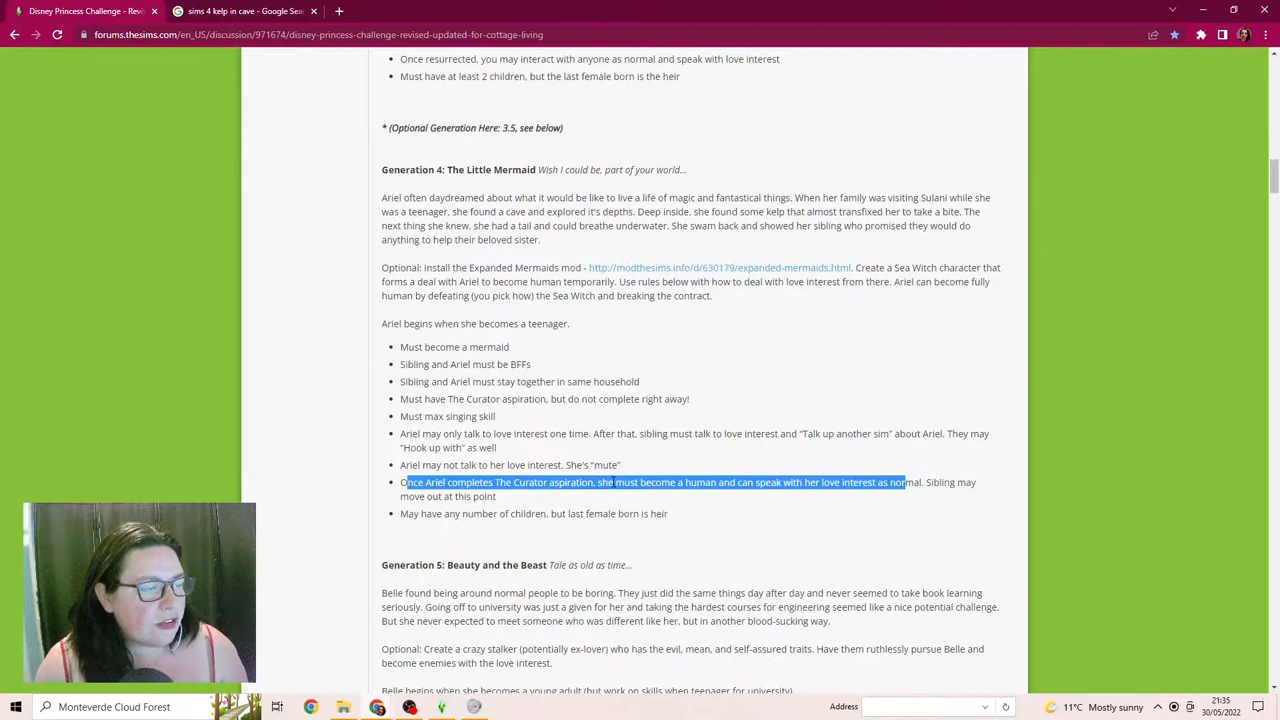 Disney Princess Challenge - Revis
sim 4 kelp in cave - Google Sear
forums.thesims.com/en_US/discussion/971674/disney-princess-challenge-revised-updated-for-cottage-living
Once resurrected, you may interact with anyone as normal and speak with love interest
Must have at least 2 children, but the last female born is the heir
* (Optional Generation Here: 3.5, see below)
Generation 4: The Little Mermaid Wish I could be, part of your world...
Ariel often daydreamed about what it would be like to live a life of magic and fantastical things. When her family was visiting Sulani while she
was a teenager, she found a cave and explored it's depths. Deep inside, she found some kelp that almost transfixed her to take a bite. The
next thing she knew, she had a tail and could breathe underwater. She swam back and showed her sibling who promised they would do
anything to help their beloved sister.
Optional: Install the Expanded Mermaids mod - http://modthesims.info/d/630179/expanded-mermaids.html. Create a Sea Witch character that
forms a deal with Ariel to become human temporarily. Use rules below with how to deal with love interest from there. Ariel can become fully
human by defeating (you pick how) the Sea Witch and breaking the contract.
Ariel begins when she becomes a teenager.
Must become a mermaid
Sibling and Ariel must be BFFs
Sibling and Ariel must stay together in same household
Must have The Curator aspiration, but do not complete right away!
Must max singing skill
Ariel may only talk to love interest one time. After that, sibling must talk to love interest and “Talk up another sim” about Ariel. They may
“Hook up with” as well
Ariel may not talk to her love interest. She's “mute”
Once Ariel completes The Curator aspiration, she must become a human and can speak with her love interest as normal. Sibling may
move out at this point
May have any number of children, but last female born is heir
Generation 5: Beauty and the Beast Tale as old as time...
Belle found being around normal people to be boring. They just did the same things day after day and never seemed to take book learning
seriously. Going off to university was just a given for her and taking the hardest courses for engineering seemed like a nice potential challenge.
But she never expected to meet someone who was different like her, but in another blood-sucking way.
Optional: Create a crazy stalker (potentially ex-lover) who has the evil, mean, and self-assured traits. Have them ruthlessly pursue Belle and
become enemies with the love interest.
Belle begins when she becomes a young adult (but work on skills when teenager for university)
Monteverde Cloud Forest
Address
11°C Mostly sunny
21:35
30/05/2022